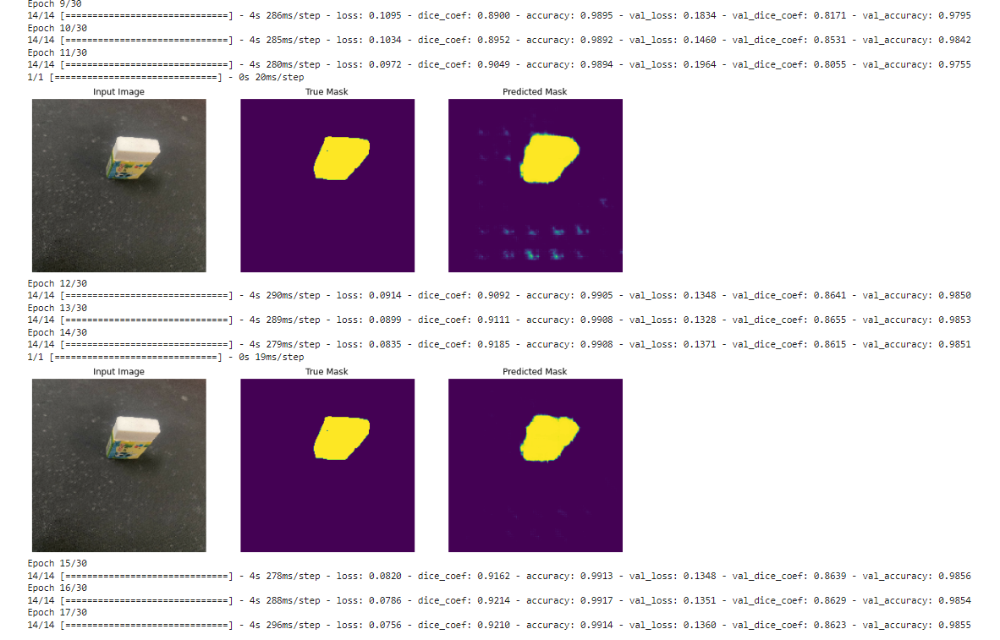 Epoch 9/30
14/14 [==============================] - 4s 286ms/step - loss: 0.1095 - dice_coef: 0.8900 - accuracy: 0.9895 - val_loss: 0.1834 - val_dice_coef: 0.8171 - val_accuracy: 0.9795
Epoch 10/30
14/14 [==============================] - 4s 285ms/step - loss: 0.1034 - dice_coef: 0.8952 - accuracy: 0.9892 - val_loss: 0.1460 - val_dice_coef: 0.8531 - val_accuracy: 0.9842
Epoch 11/30
14/14 [==============================] - 4s 280ms/step - loss: 0.0972 - dice_coef: 0.9049 - accuracy: 0.9894 - val_loss: 0.1964 - val_dice_coef: 0.8055 - val_accuracy: 0.9755
1/1 [==============================] - 0s 20ms/step
Input Image True Mask Predicted Mask
Epoch 12/30
14/14 [==============================] - 4s 290ms/step - loss: 0.0914 - dice_coef: 0.9092 - accuracy: 0.9905 - val_loss: 0.1348 - val_dice_coef: 0.8641 - val_accuracy: 0.9850
Epoch 13/30
14/14 [==============================] - 4s 289ms/step - loss: 0.0899 - dice_coef: 0.9111 - accuracy: 0.9908 - val_loss: 0.1328 - val_dice_coef: 0.8655 - val_accuracy: 0.9853
Epoch 14/30
14/14 [==============================] - 4s 279ms/step - loss: 0.0835 - dice_coef: 0.9185 - accuracy: 0.9908 - val_loss: 0.1371 - val_dice_coef: 0.8615 - val_accuracy: 0.9851
1/1 [==============================] - 0s 19ms/step
Input Image True Mask Predicted Mask
Epoch 15/30
14/14 [==============================] - 4s 278ms/step - loss: 0.0820 - dice_coef: 0.9162 - accuracy: 0.9913 - val_loss: 0.1348 - val_dice_coef: 0.8639 - val_accuracy: 0.9856
Epoch 16/30
14/14 [==============================] - 4s 288ms/step - loss: 0.0786 - dice_coef: 0.9214 - accuracy: 0.9917 - val_loss: 0.1351 - val_dice_coef: 0.8629 - val_accuracy: 0.9854
Epoch 17/30
14/14 [==============================] - 4s 296ms/step - loss: 0.0756 - dice_coef: 0.9210 - accuracy: 0.9914 - val_loss: 0.1360 - val_dice_coef: 0.8623 - val_accuracy: 0.9855